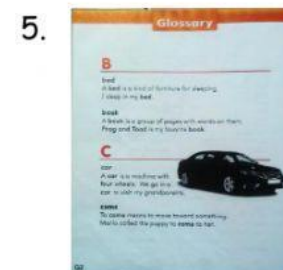 5.
Glossary
B
bed
A bed is a kind of furniture for sleeping.
I sleep in my bed.
book
A book is a group of pages with words on them.
Frog and Toad is my favorite book.
C
car
A car is a machine with
four wheels. We go in a
car to visit my grandparents.
come
To come means to move toward something.
Maria called the puppy to come to her.
G2